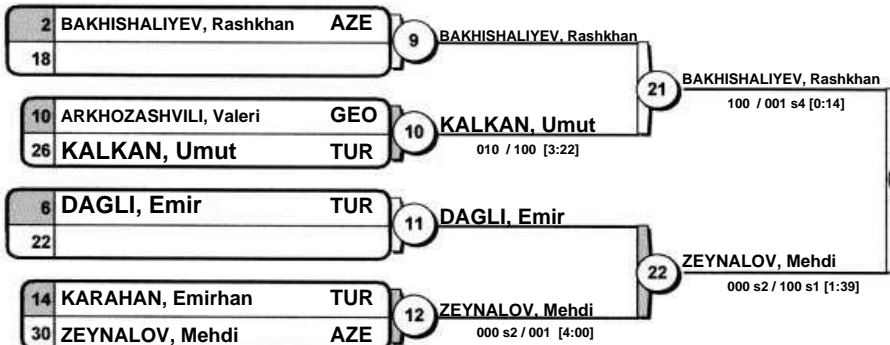 2 BAKHISHALIYEV, Rashkhan AZE
18
9
BAKHISHALIYEV, Rashkhan
10 ARKHOZASHVILI, Valeri GEO
26 KALKAN, Umut TUR
10
KALKAN, Umut
010 / 100 [3:22]
21
BAKHISHALIYEV, Rashkhan
100 / 001 s4 [0:14]
6 DAGLI, Emir TUR
22
11
DAGLI, Emir
14 KARAHAN, Emirhan TUR
30 ZEYNALOV, Mehdi AZE
12
ZEYNALOV, Mehdi
000 s2 / 001 [4:00]
22
ZEYNALOV, Mehdi
000 s2 / 100 s1 [1:39]